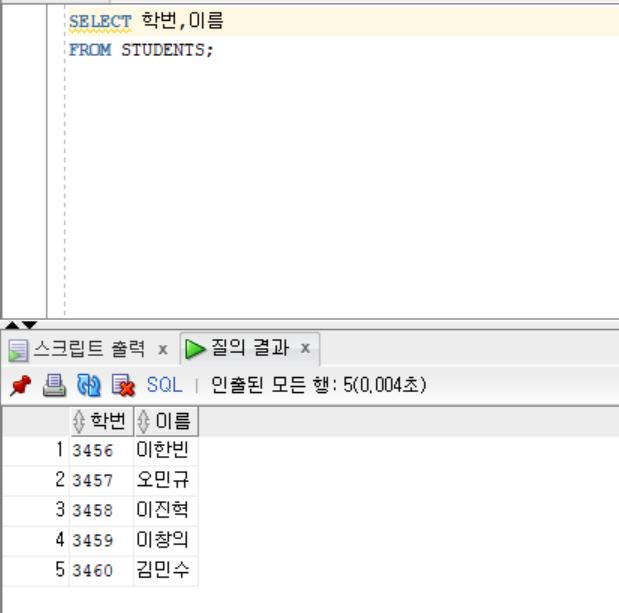 SELECT 학번,이름
FROM STUDENTS;
스크립트 출력 x 질의 결과 x
SQL | 인출된 모든 행: 5(0,004초)
학번 이름
1 3456 이한빈
2 3457 오민규
3 3458 이진혁
4 3459 이창의
5 3460 김민수